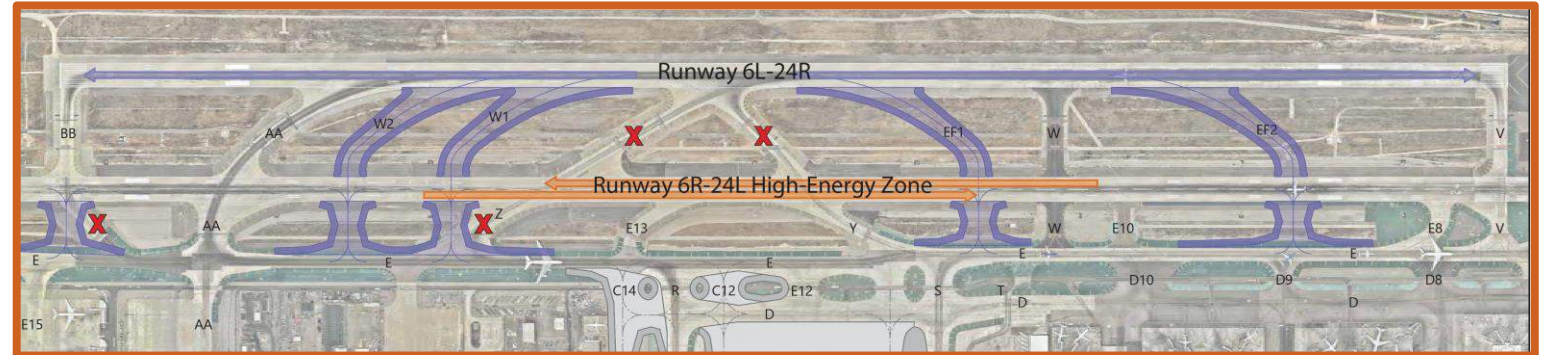 Runway 6L-24R
BB
AA
W2
W1
X
X
EF1
W
EF2
V
Runway 6R-24L High-Energy Zone
X
AA
X
Z
E13
Y
W
E10
E8
V
E
E
E
E
E
C14
R
C12
E12
S
T
D
D10
D9
D8
E15
AA
D
D